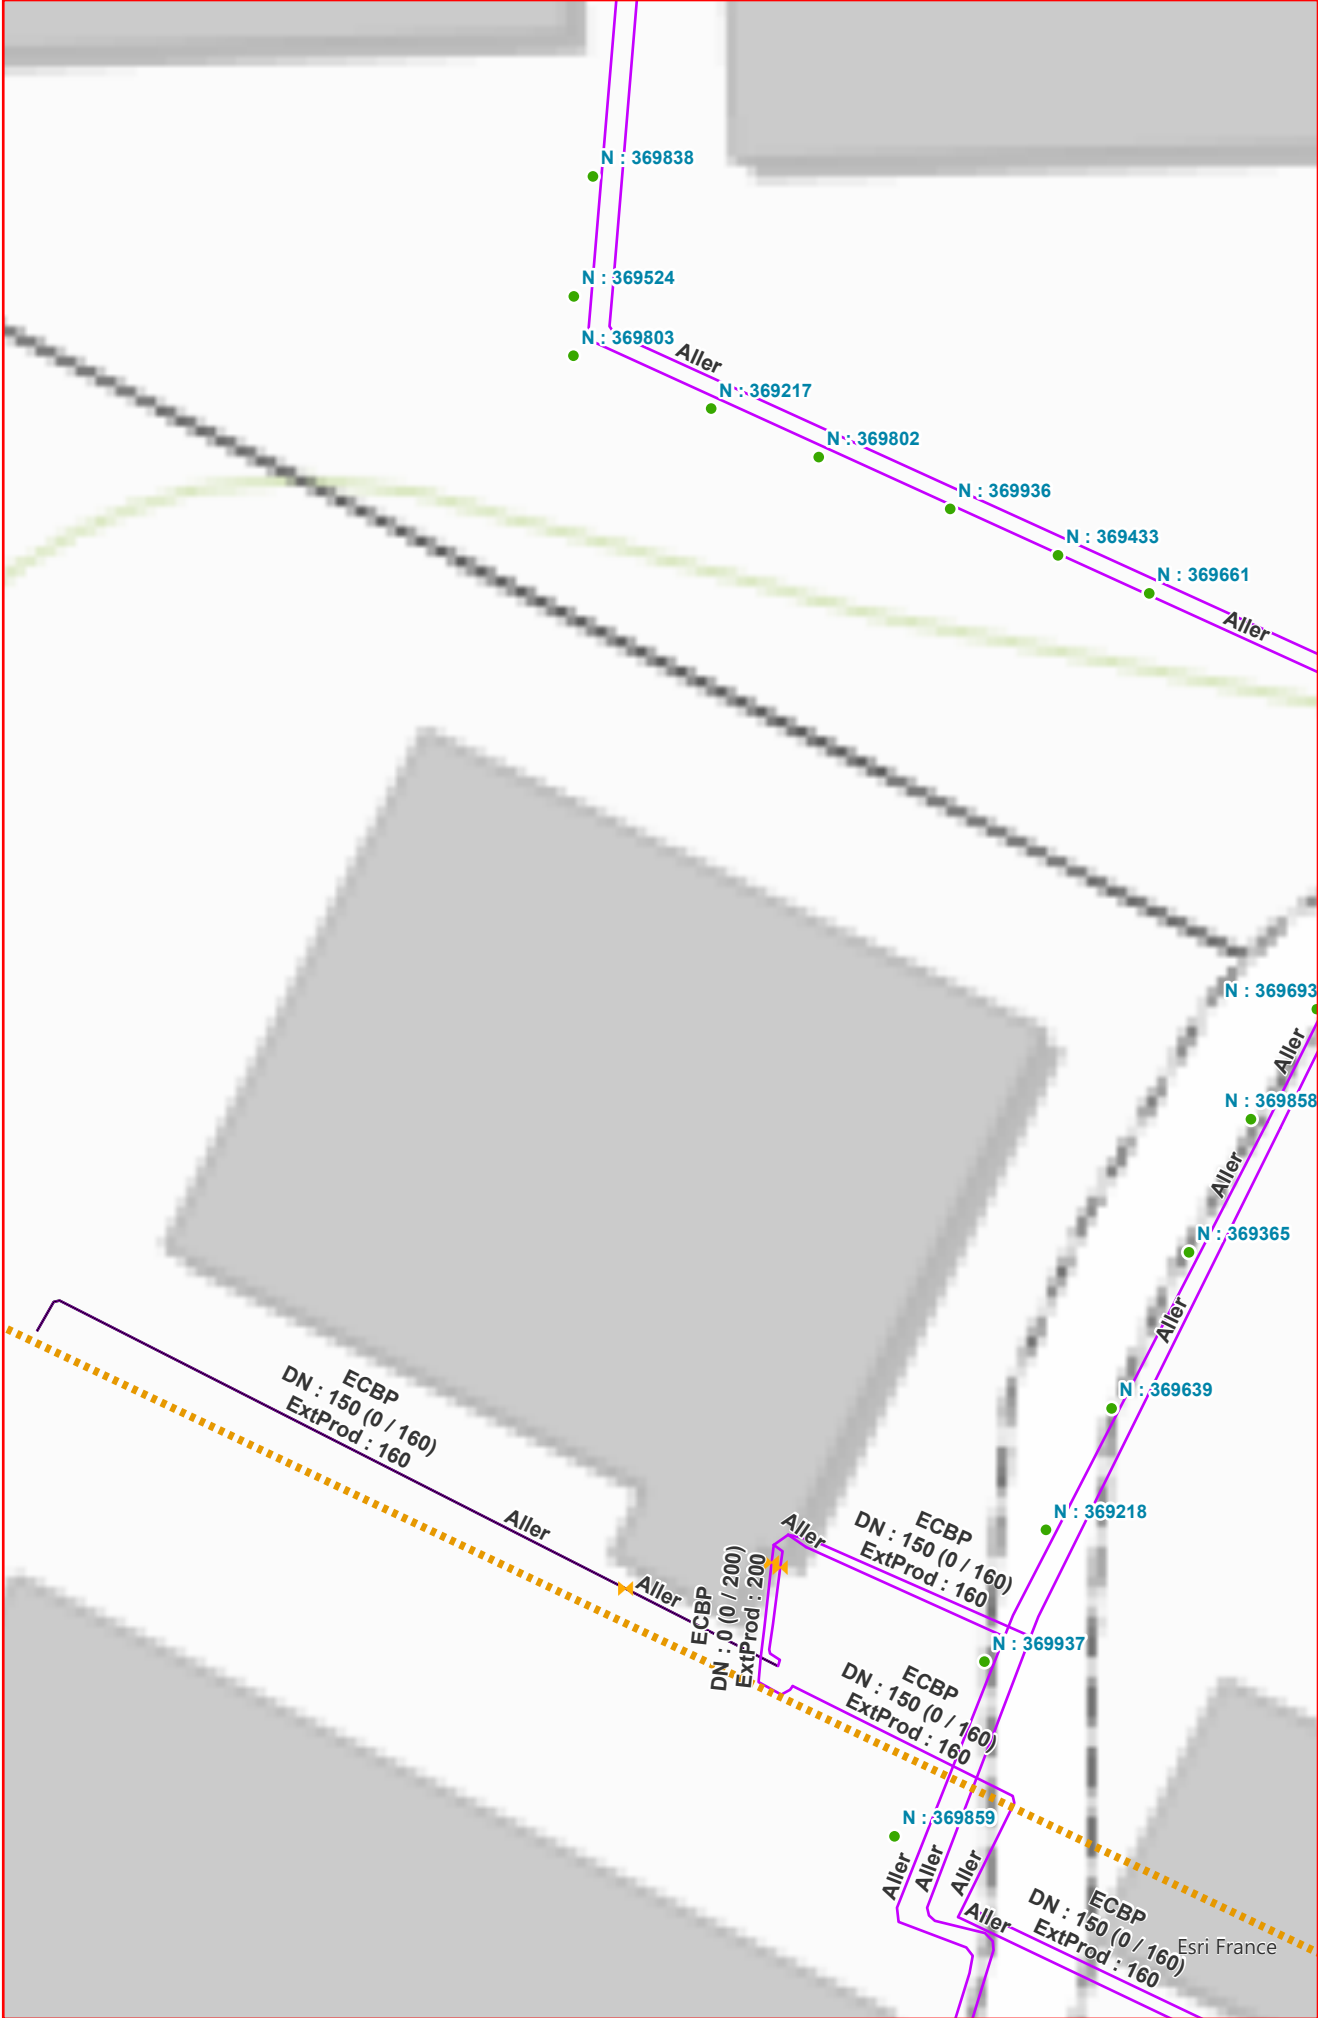 N : 369838
N : 369524
N : 369803
Aller
N : 369217
N : 369802
N : 369936
N : 369433
N : 369661
Aller
N : 369693
Aller
N : 369858
Aller
N : 369365
Aller
N : 369639
ECBP
DN : 150 (0 / 160)
ExtProd : 160
Aller
N : 369218
Aller
ECBP
DN : 150 (0 / 160)
ExtProd : 160
Aller
ECBP
DN : 0 (0 / 200)
ExtProd : 200
N : 369937
ECBP
DN : 150 (0 / 160)
ExtProd : 160
N : 369859
Aller
Aller
Aller
Aller
ECBP
DN : 150 (0 / 160)
ExtProd : 160
Esri France